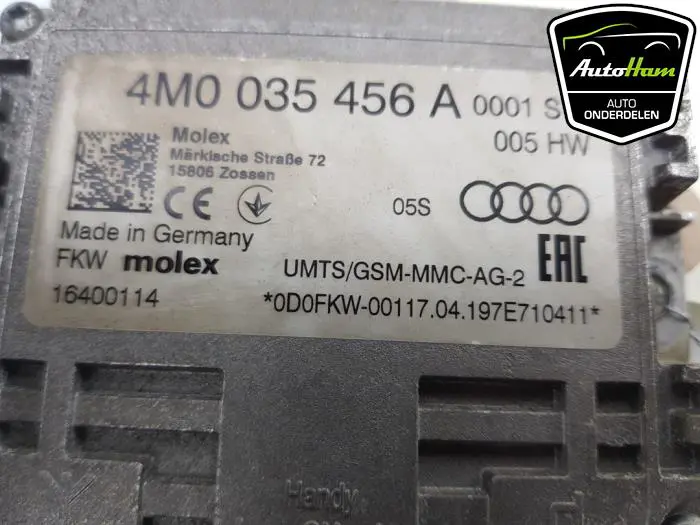 AutoHam
AUTO
ONDERDELEN
4M0 035 456 A 0001 S
005 HW
Molex
Märkische Straße 72
15806 Zossen
CE
05S
Made in Germany
EAC
FKW molex
UMTS/GSM-MMC-AG-2
16400114
*0D0FKW-00117.04.197E710411*
Handy